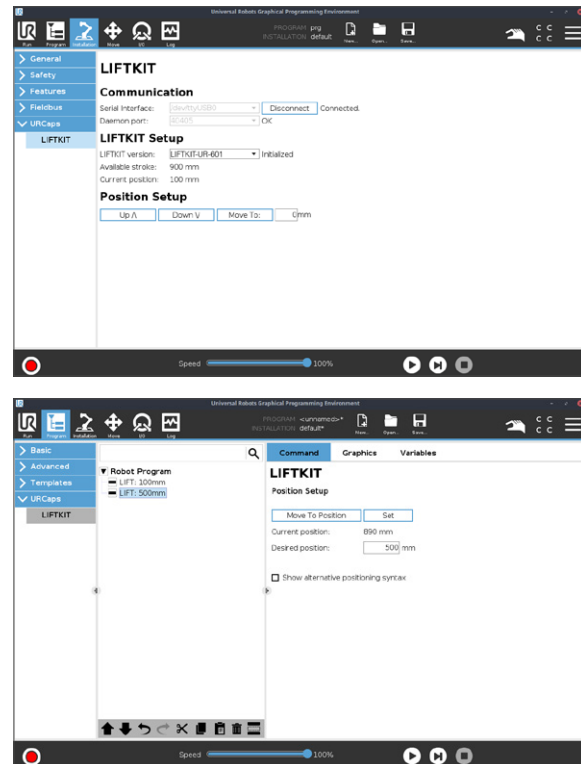 Universal Robots Graphical Programming Environment
UR
Run Program Installation Move I/O Log
PROGRAM prg
INSTALLATION default
New... Open... Save...
C C
C C
General
Safety
Features
Fieldbus
URCaps
LIFTKIT
LIFTKIT
Communication
Serial Interface: /dev/ttyUSB0 Disconnect Connected.
Daemon port: 40405 OK
LIFTKIT Setup
LIFTKIT version: LIFTKIT-UR-601 Initialized
Available stroke: 900 mm
Current position: 100 mm
Position Setup
Up Λ Down V Move To: 0 mm
Speed 100%
Universal Robots Graphical Programming Environment
UR
Run Program Installation Move I/O Log
PROGRAM <unnamed>*
INSTALLATION default*
New... Open... Save...
C C
C C
Basic
Advanced
Templates
URCaps
LIFTKIT
Robot Program
LIFT: 100mm
LIFT: 500mm
Command Graphics Variables
LIFTKIT
Position Setup
Move To Position Set
Current position: 890 mm
Desired position: 500 mm
Show alternative positioning syntax
Speed 100%